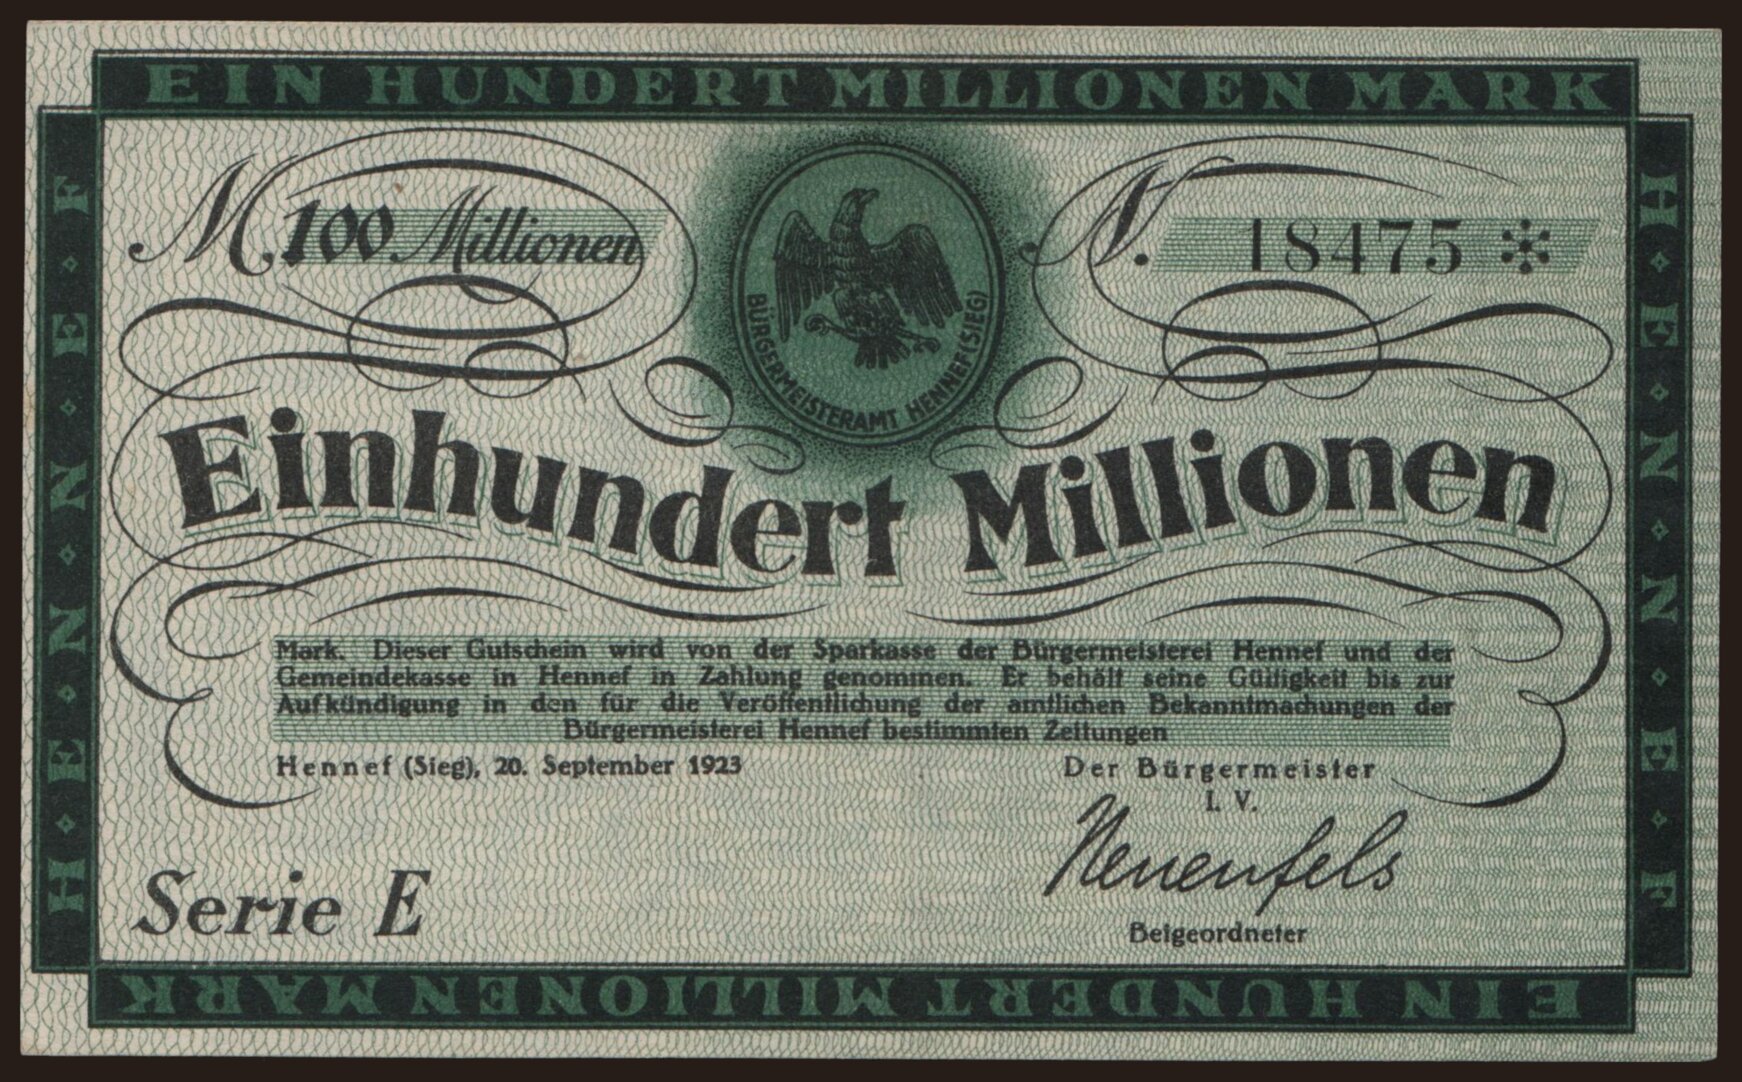 EIN HUNDERT MILLIONEN MARK
M. 100 Millionen
N. 18475 *
BÜRGERMEISTERAMT HENNEF (SIEG)
Einhundert Millionen
Mark. Dieser Gutschein wird von der Sparkasse der Bürgermeisterei Hennef und der
Gemeindekasse in Hennef in Zahlung genommen. Er behält seine Gültigkeit bis zur
Aufkündigung in den für die Veröffentlichung der amtlichen Bekanntmachungen der
Bürgermeisterei Hennef bestimmten Zeitungen
Hennef (Sieg), 20. September 1923
Der Bürgermeister
I. V.
Neuenfels
Beigeordneter
Serie E
H·E·N·N·E·F
H·E·N·N·E·F
EIN HUNDERT MILLIONEN MARK